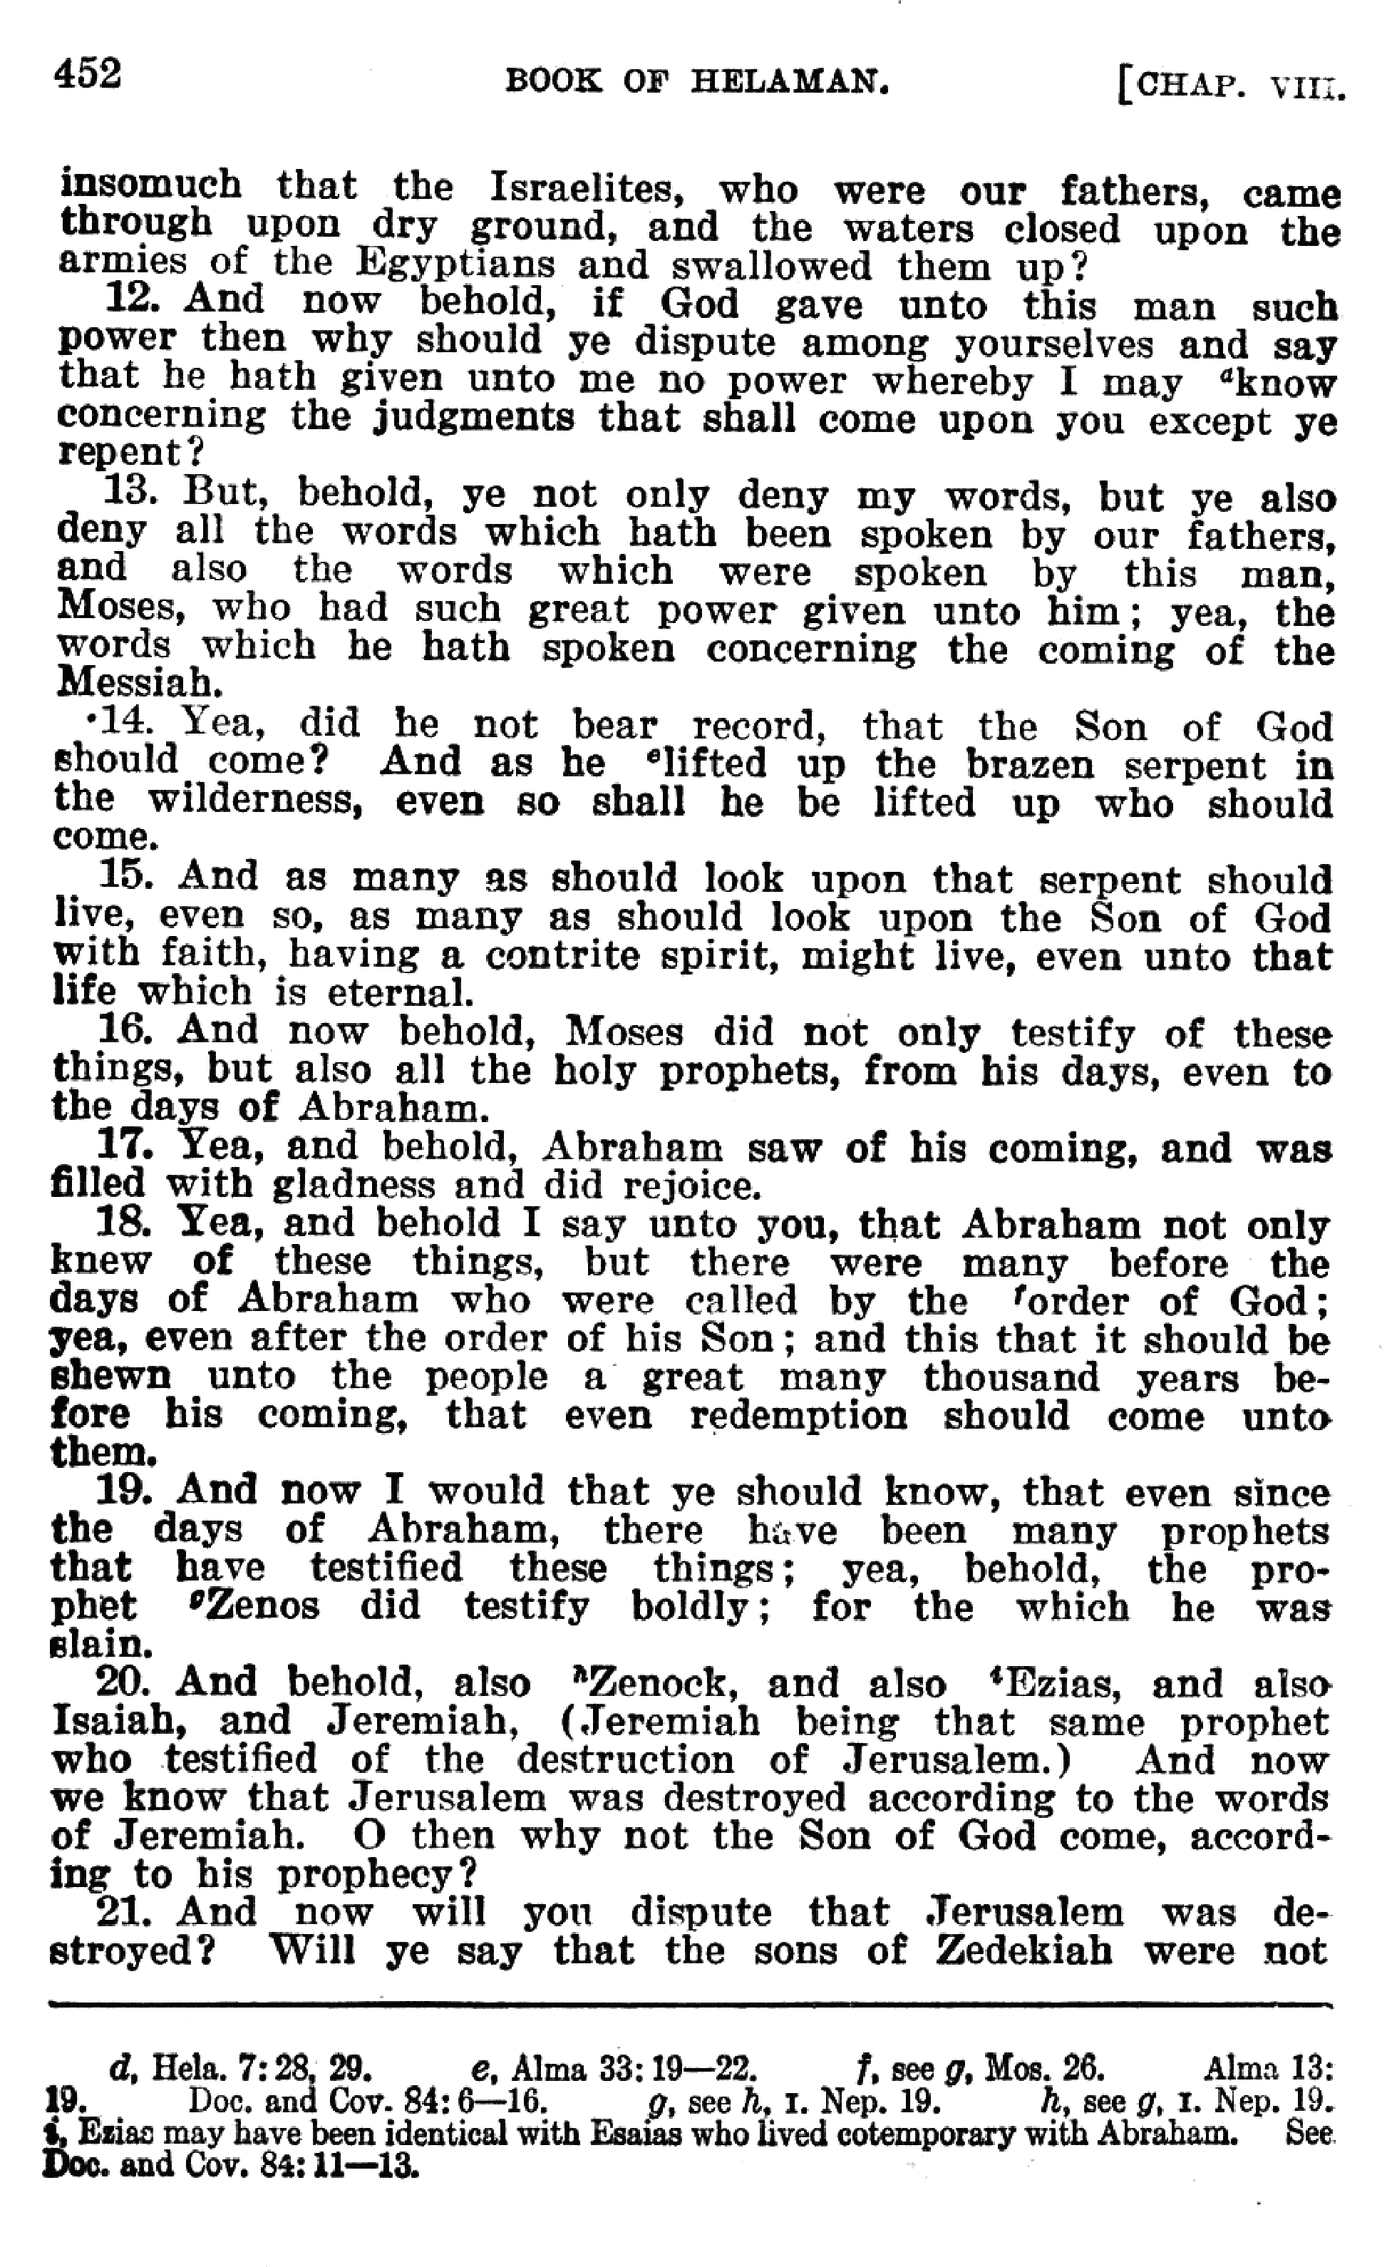 452 BOOK OF HELAMAN. [CHAP. VIII.
insomuch that the Israelites, who were our fathers, came
through upon dry ground, and the waters closed upon the
armies of the Egyptians and swallowed them up?
12. And now behold, if God gave unto this man such
power then why should ye dispute among yourselves and say
that he hath given unto me no power whereby I may dknow
concerning the judgments that shall come upon you except ye
repent?
13. But, behold, ye not only deny my words, but ye also
deny all the words which hath been spoken by our fathers,
and also the words which were spoken by this man,
Moses, who had such great power given unto him; yea, the
words which he hath spoken concerning the coming of the
Messiah.
14. Yea, did he not bear record, that the Son of God
should come? And as he elifted up the brazen serpent in
the wilderness, even so shall he be lifted up who should
come.
15. And as many as should look upon that serpent should
live, even so, as many as should look upon the Son of God
with faith, having a contrite spirit, might live, even unto that
life which is eternal.
16. And now behold, Moses did not only testify of these
things, but also all the holy prophets, from his days, even to
the days of Abraham.
17. Yea, and behold, Abraham saw of his coming, and was
filled with gladness and did rejoice.
18. Yea, and behold I say unto you, that Abraham not only
knew of these things, but there were many before the
days of Abraham who were called by the forder of God;
yea, even after the order of his Son; and this that it should be
shewn unto the people a great many thousand years be-
fore his coming, that even redemption should come unto
them.
19. And now I would that ye should know, that even since
the days of Abraham, there have been many prophets
that have testified these things; yea, behold, the pro-
phet gZenos did testify boldly; for the which he was
slain.
20. And behold, also hZenock, and also iEzias, and also
Isaiah, and Jeremiah, (Jeremiah being that same prophet
who testified of the destruction of Jerusalem.) And now
we know that Jerusalem was destroyed according to the words
of Jeremiah. O then why not the Son of God come, accord-
ing to his prophecy?
21. And now will you dispute that Jerusalem was de-
stroyed? Will ye say that the sons of Zedekiah were not
d, Hela. 7: 28, 29. e, Alma 33: 19—22. f, see g, Mos. 26. Alma 13:
19. Doc. and Cov. 84: 6—16. g, see h, I. Nep. 19. h, see g, I. Nep. 19.
i, Ezias may have been identical with Esaias who lived cotemporary with Abraham. See
Doc. and Cov. 84: 11—13.